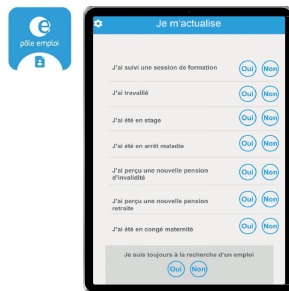 pôle emploi
Je m'actualise
J'ai suivi une session de formation Oui Non
J'ai travaillé Oui Non
J'ai été en stage Oui Non
J'ai été en arrêt maladie Oui Non
J'ai perçu une nouvelle pension
d'invalidité Oui Non
J'ai perçu une nouvelle pension
retraite Oui Non
J'ai été en congé maternité Oui Non
Je suis toujours à la recherche d'un emploi
Oui Non